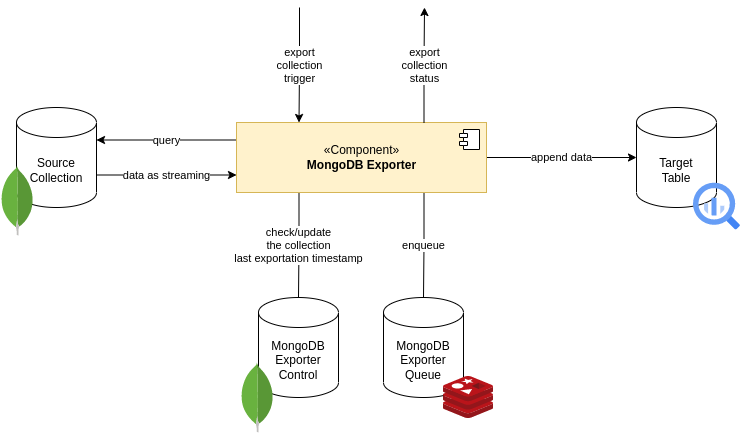 export
collection
trigger
export
collection
status
Source
Collection
query
data as streaming
«Component»
MongoDB Exporter
append data
Target
Table
check/update
the collection
last exportation timestamp
enqueue
MongoDB
Exporter
Control
MongoDB
Exporter
Queue